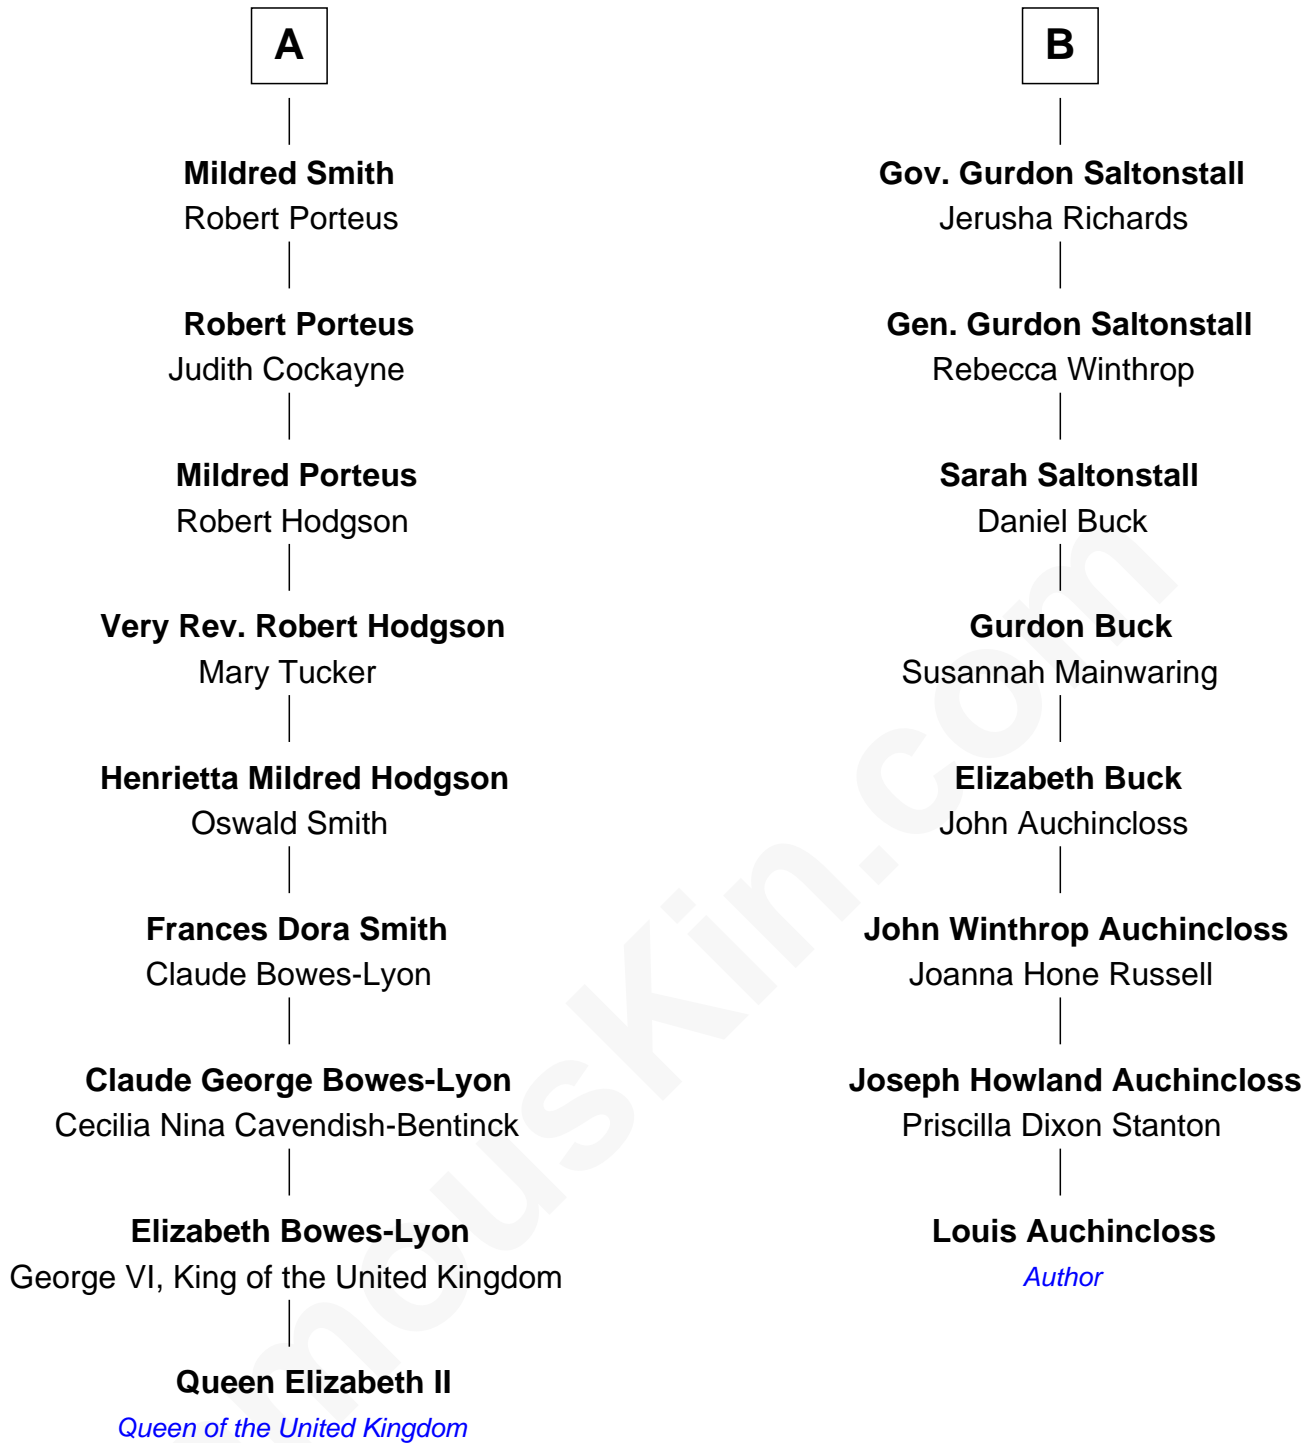 A
Mildred Smith
Robert Porteus
Robert Porteus
Judith Cockayne
Mildred Porteus
Robert Hodgson
Very Rev. Robert Hodgson
Mary Tucker
Henrietta Mildred Hodgson
Oswald Smith
Frances Dora Smith
Claude Bowes-Lyon
Claude George Bowes-Lyon
Cecilia Nina Cavendish-Bentinck
Elizabeth Bowes-Lyon
George VI, King of the United Kingdom
Queen Elizabeth II
Queen of the United Kingdom
B
Gov. Gurdon Saltonstall
Jerusha Richards
Gen. Gurdon Saltonstall
Rebecca Winthrop
Sarah Saltonstall
Daniel Buck
Gurdon Buck
Susannah Mainwaring
Elizabeth Buck
John Auchincloss
John Winthrop Auchincloss
Joanna Hone Russell
Joseph Howland Auchincloss
Priscilla Dixon Stanton
Louis Auchincloss
Author
mousKin.com